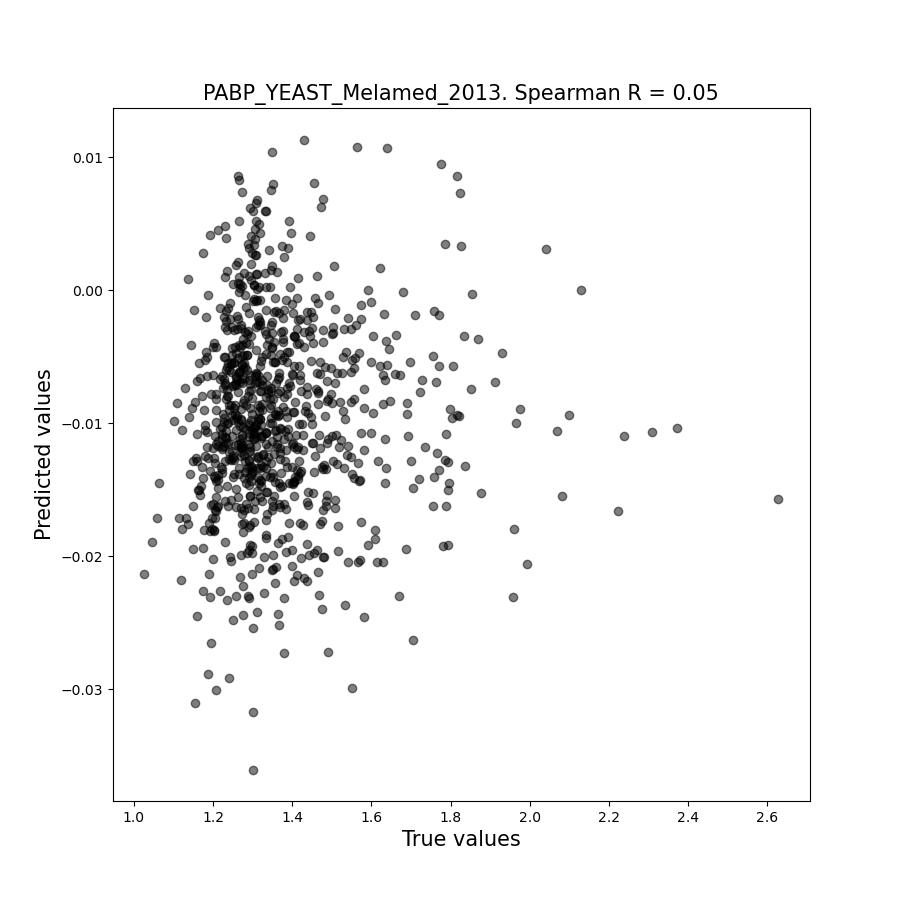 PABP_YEAST_Melamed_2013. Spearman R = 0.05
0.01
0.00
−0.01
−0.02
−0.03
Predicted values
1.0 1.2 1.4 1.6 1.8 2.0 2.2 2.4 2.6
True values